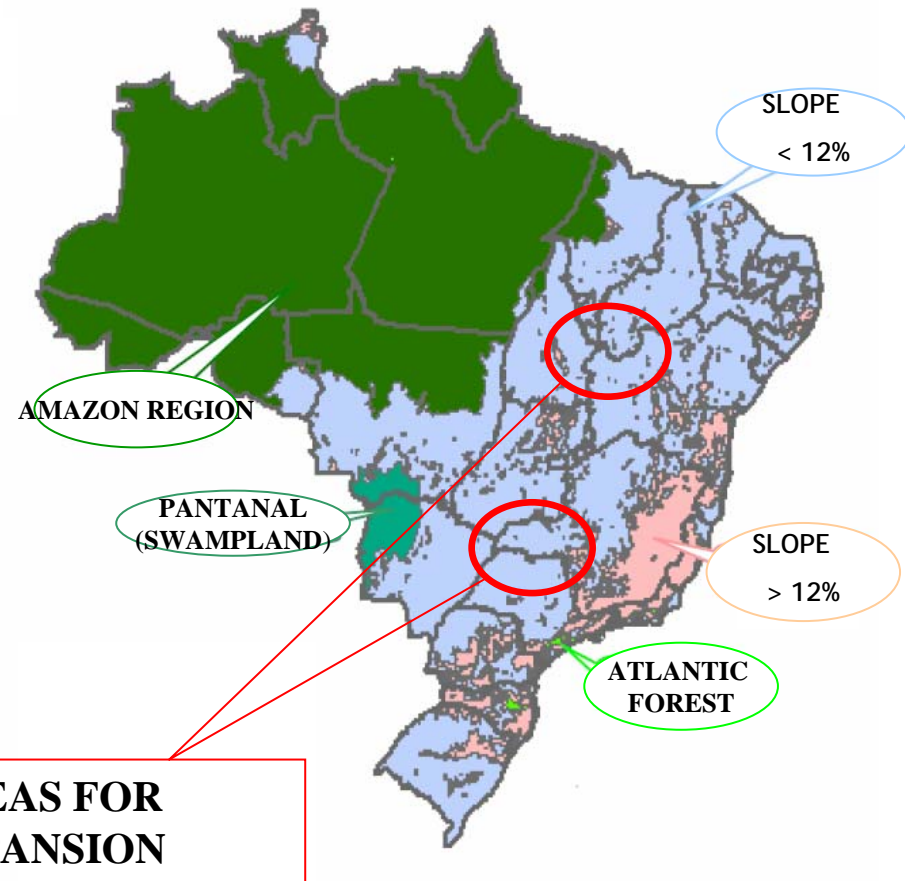 SLOPE
< 12%
AMAZON REGION
PANTANAL
(SWAMPLAND)
SLOPE
> 12%
ATLANTIC
FOREST
EAS FOR
ANSION